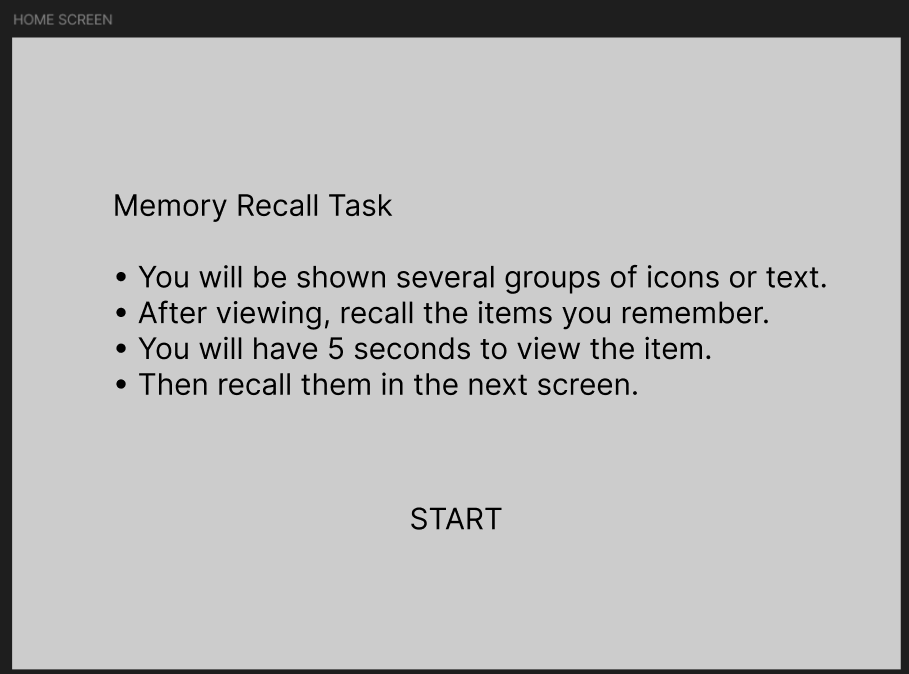 HOME SCREEN
Memory Recall Task
• You will be shown several groups of icons or text.
• After viewing, recall the items you remember.
• You will have 5 seconds to view the item.
• Then recall them in the next screen.
START